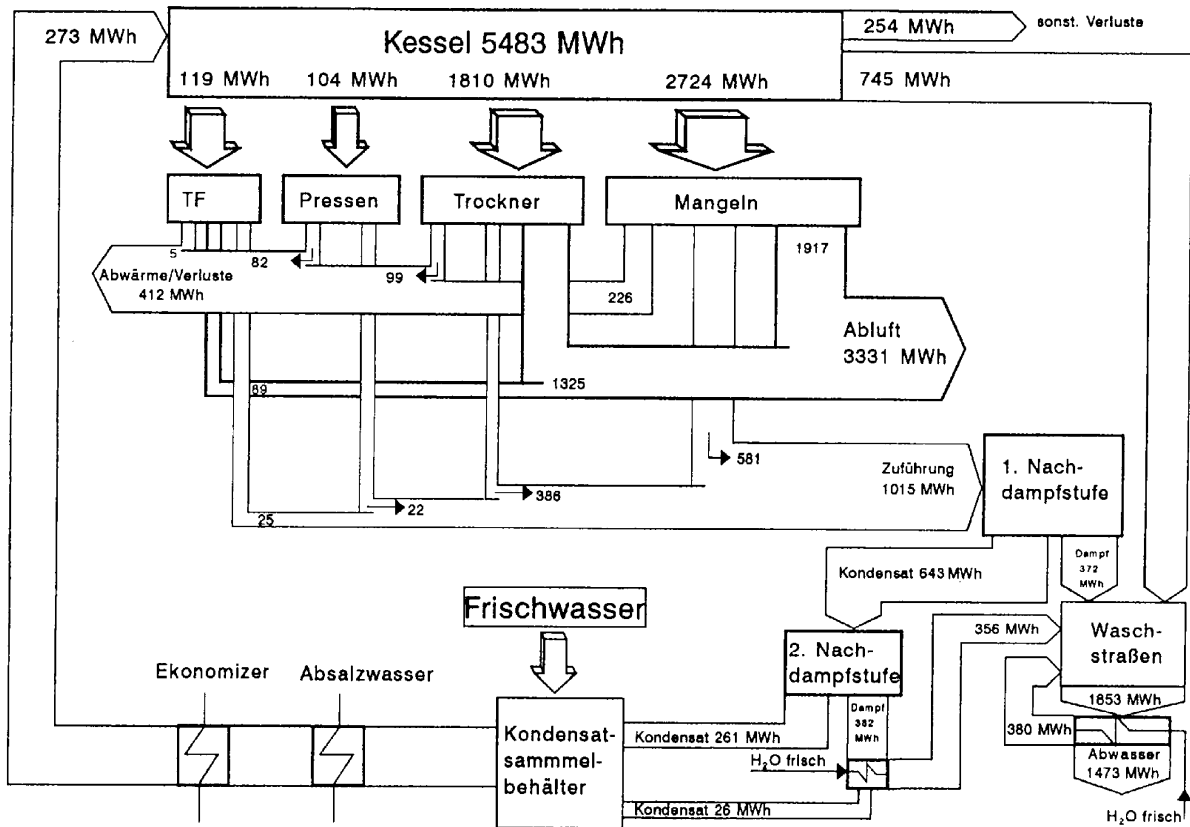 273 MWh
Kessel 5483 MWh
254 MWh
sonst. Verluste
119 MWh
104 MWh
1810 MWh
2724 MWh
745 MWh
TF
Pressen
Trockner
Mangeln
5
82
99
226
1917
Abwärme/Verluste
412 MWh
Abluft
3331 MWh
89
1325
581
386
22
25
Zuführung
1015 MWh
1. Nach-
dampfstufe
Kondensat 643 MWh
Dampf
372
MWh
Frischwasser
2. Nach-
dampfstufe
356 MWh
Wasch-
straßen
Ekonomizer
Absalzwasser
Kondensat-
sammmel-
behälter
Kondensat 261 MWh
Dampf
382
MWh
H₂O frisch
Kondensat 26 MWh
1853 MWh
380 MWh
Abwasser
1473 MWh
H₂O frisch